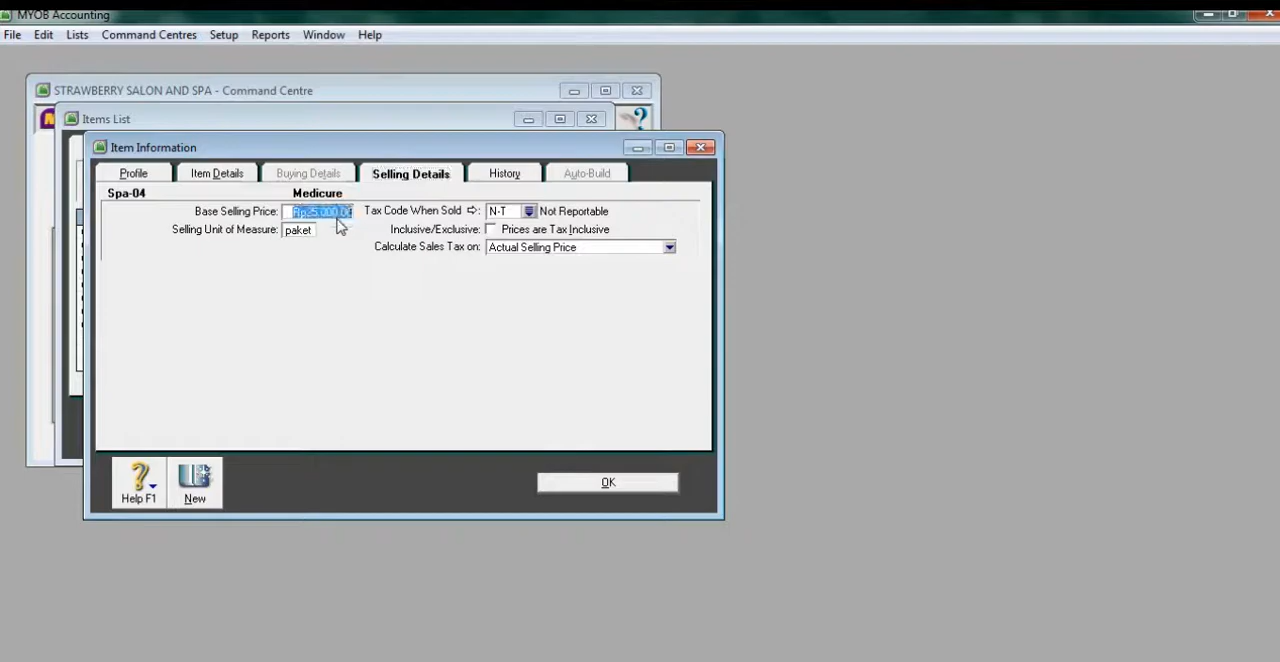 MYOB Accounting
File Edit Lists Command Centres Setup Reports Window Help
STRAWBERRY SALON AND SPA - Command Centre
Items List
Item Information
Profile Item Details Buying Details Selling Details History Auto-Build
Spa-04 Medicure
Base Selling Price: Tax Code When Sold N-T Not Reportable
Selling Unit of Measure: paket Inclusive/Exclusive: Prices are Tax Inclusive
Calculate Sales Tax on: Actual Selling Price
Help F1 New OK